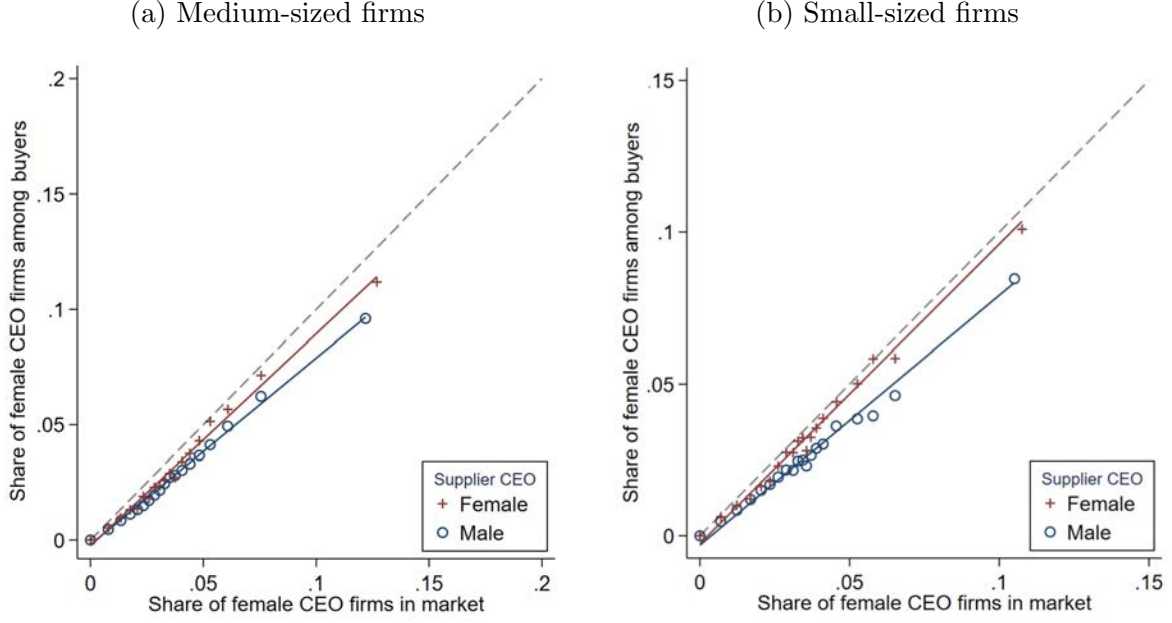 (a) Medium-sized firms
Share of female CEO firms among buyers
.2
.15
.1
.05
0
0
.05
.1
.15
.2
Share of female CEO firms in market
Supplier CEO
Female
Male
(b) Small-sized firms
Share of female CEO firms among buyers
.15
.1
.05
0
0
.05
.1
.15
Share of female CEO firms in market
Supplier CEO
Female
Male